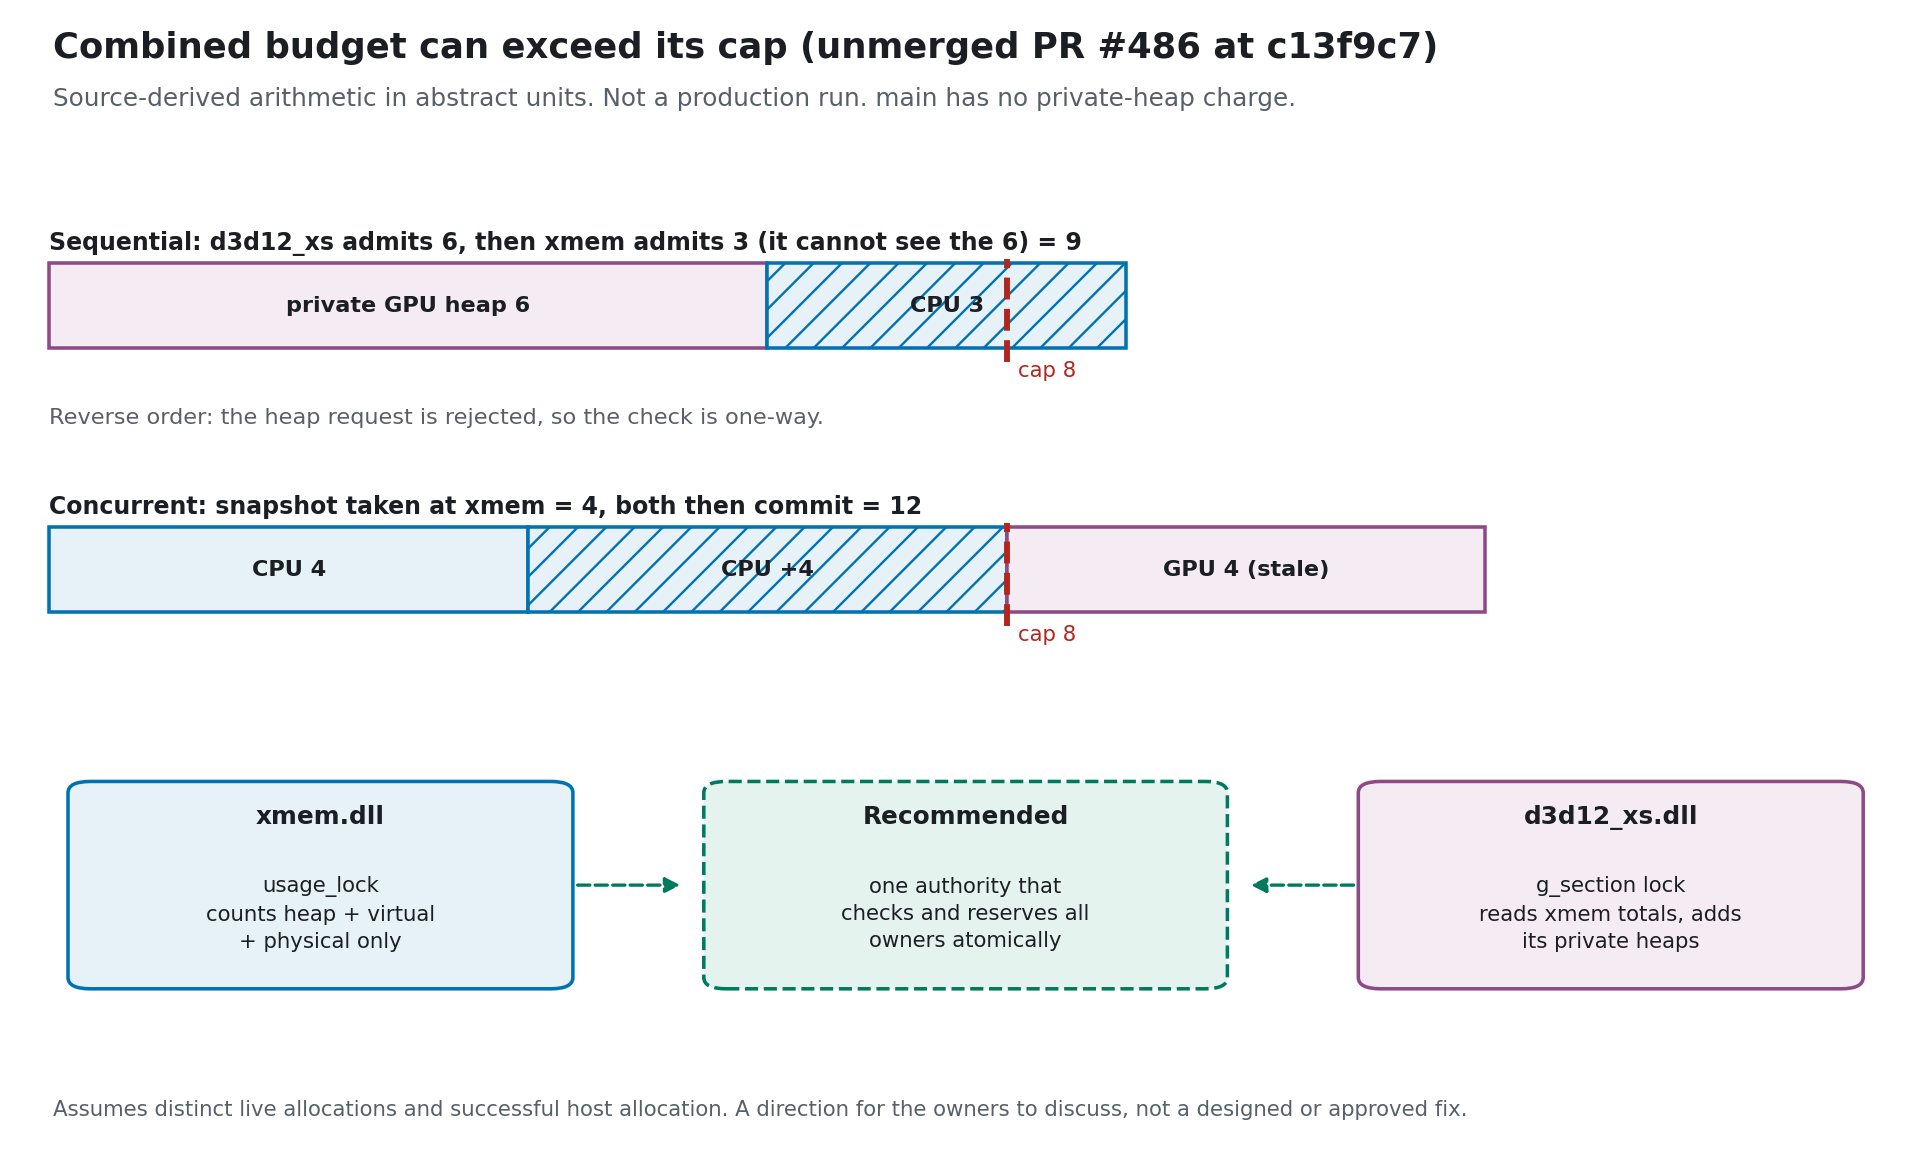 Combined budget can exceed its cap (unmerged PR #486 at c13f9c7)
Source-derived arithmetic in abstract units. Not a production run. main has no private-heap charge.
Sequential: d3d12_xs admits 6, then xmem admits 3 (it cannot see the 6) = 9
private GPU heap 6
CPU 3
cap 8
Reverse order: the heap request is rejected, so the check is one-way.
Concurrent: snapshot taken at xmem = 4, both then commit = 12
CPU 4
CPU +4
GPU 4 (stale)
cap 8
xmem.dll
usage_lock
counts heap + virtual
+ physical only
Recommended
one authority that
checks and reserves all
owners atomically
d3d12_xs.dll
g_section lock
reads xmem totals, adds
its private heaps
Assumes distinct live allocations and successful host allocation. A direction for the owners to discuss, not a designed or approved fix.